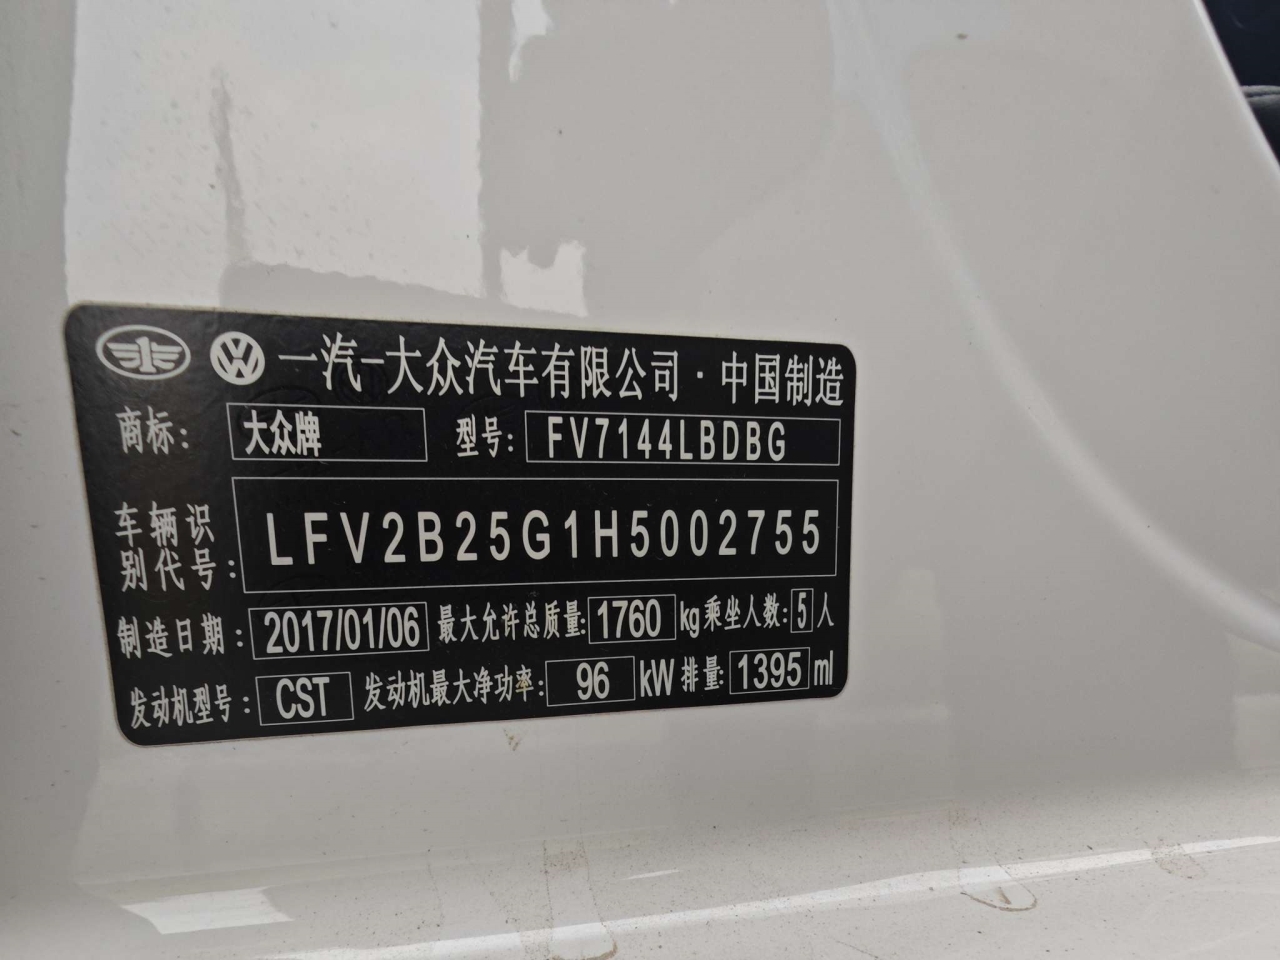 一汽-大众汽车有限公司·中国制造
商标: 大众牌 型号: FV7144LBDBG
车辆识别代号: LFV2B25G1H5002755
制造日期: 2017/01/06 最大允许总质量: 1760 kg 乘坐人数: 5 人
发动机型号: CST 发动机最大净功率: 96 kW 排量: 1395 ml